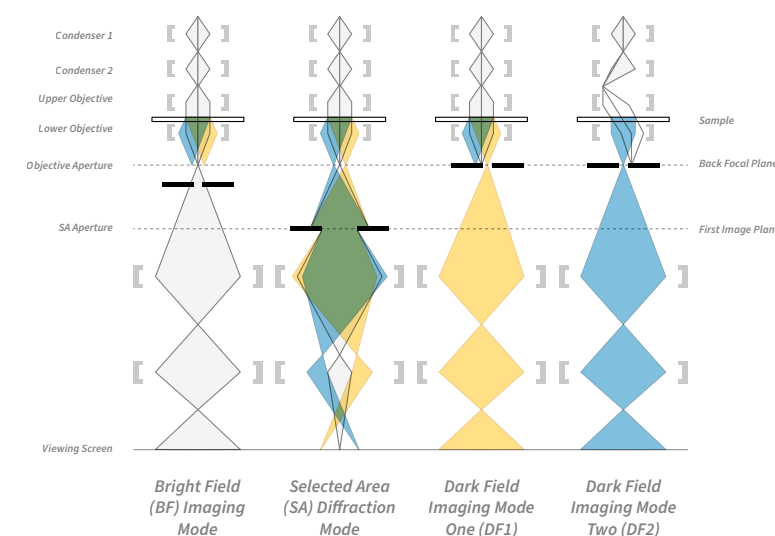 Condenser 1
Condenser 2
Upper Objective
Lower Objective
Sample
Objective Aperture
Back Focal Plane
SA Aperture
First Image Plan
Viewing Screen
Bright Field
(BF) Imaging
Mode
Selected Area
(SA) Diffraction
Mode
Dark Field
Imaging Mode
One (DF1)
Dark Field
Imaging Mode
Two (DF2)